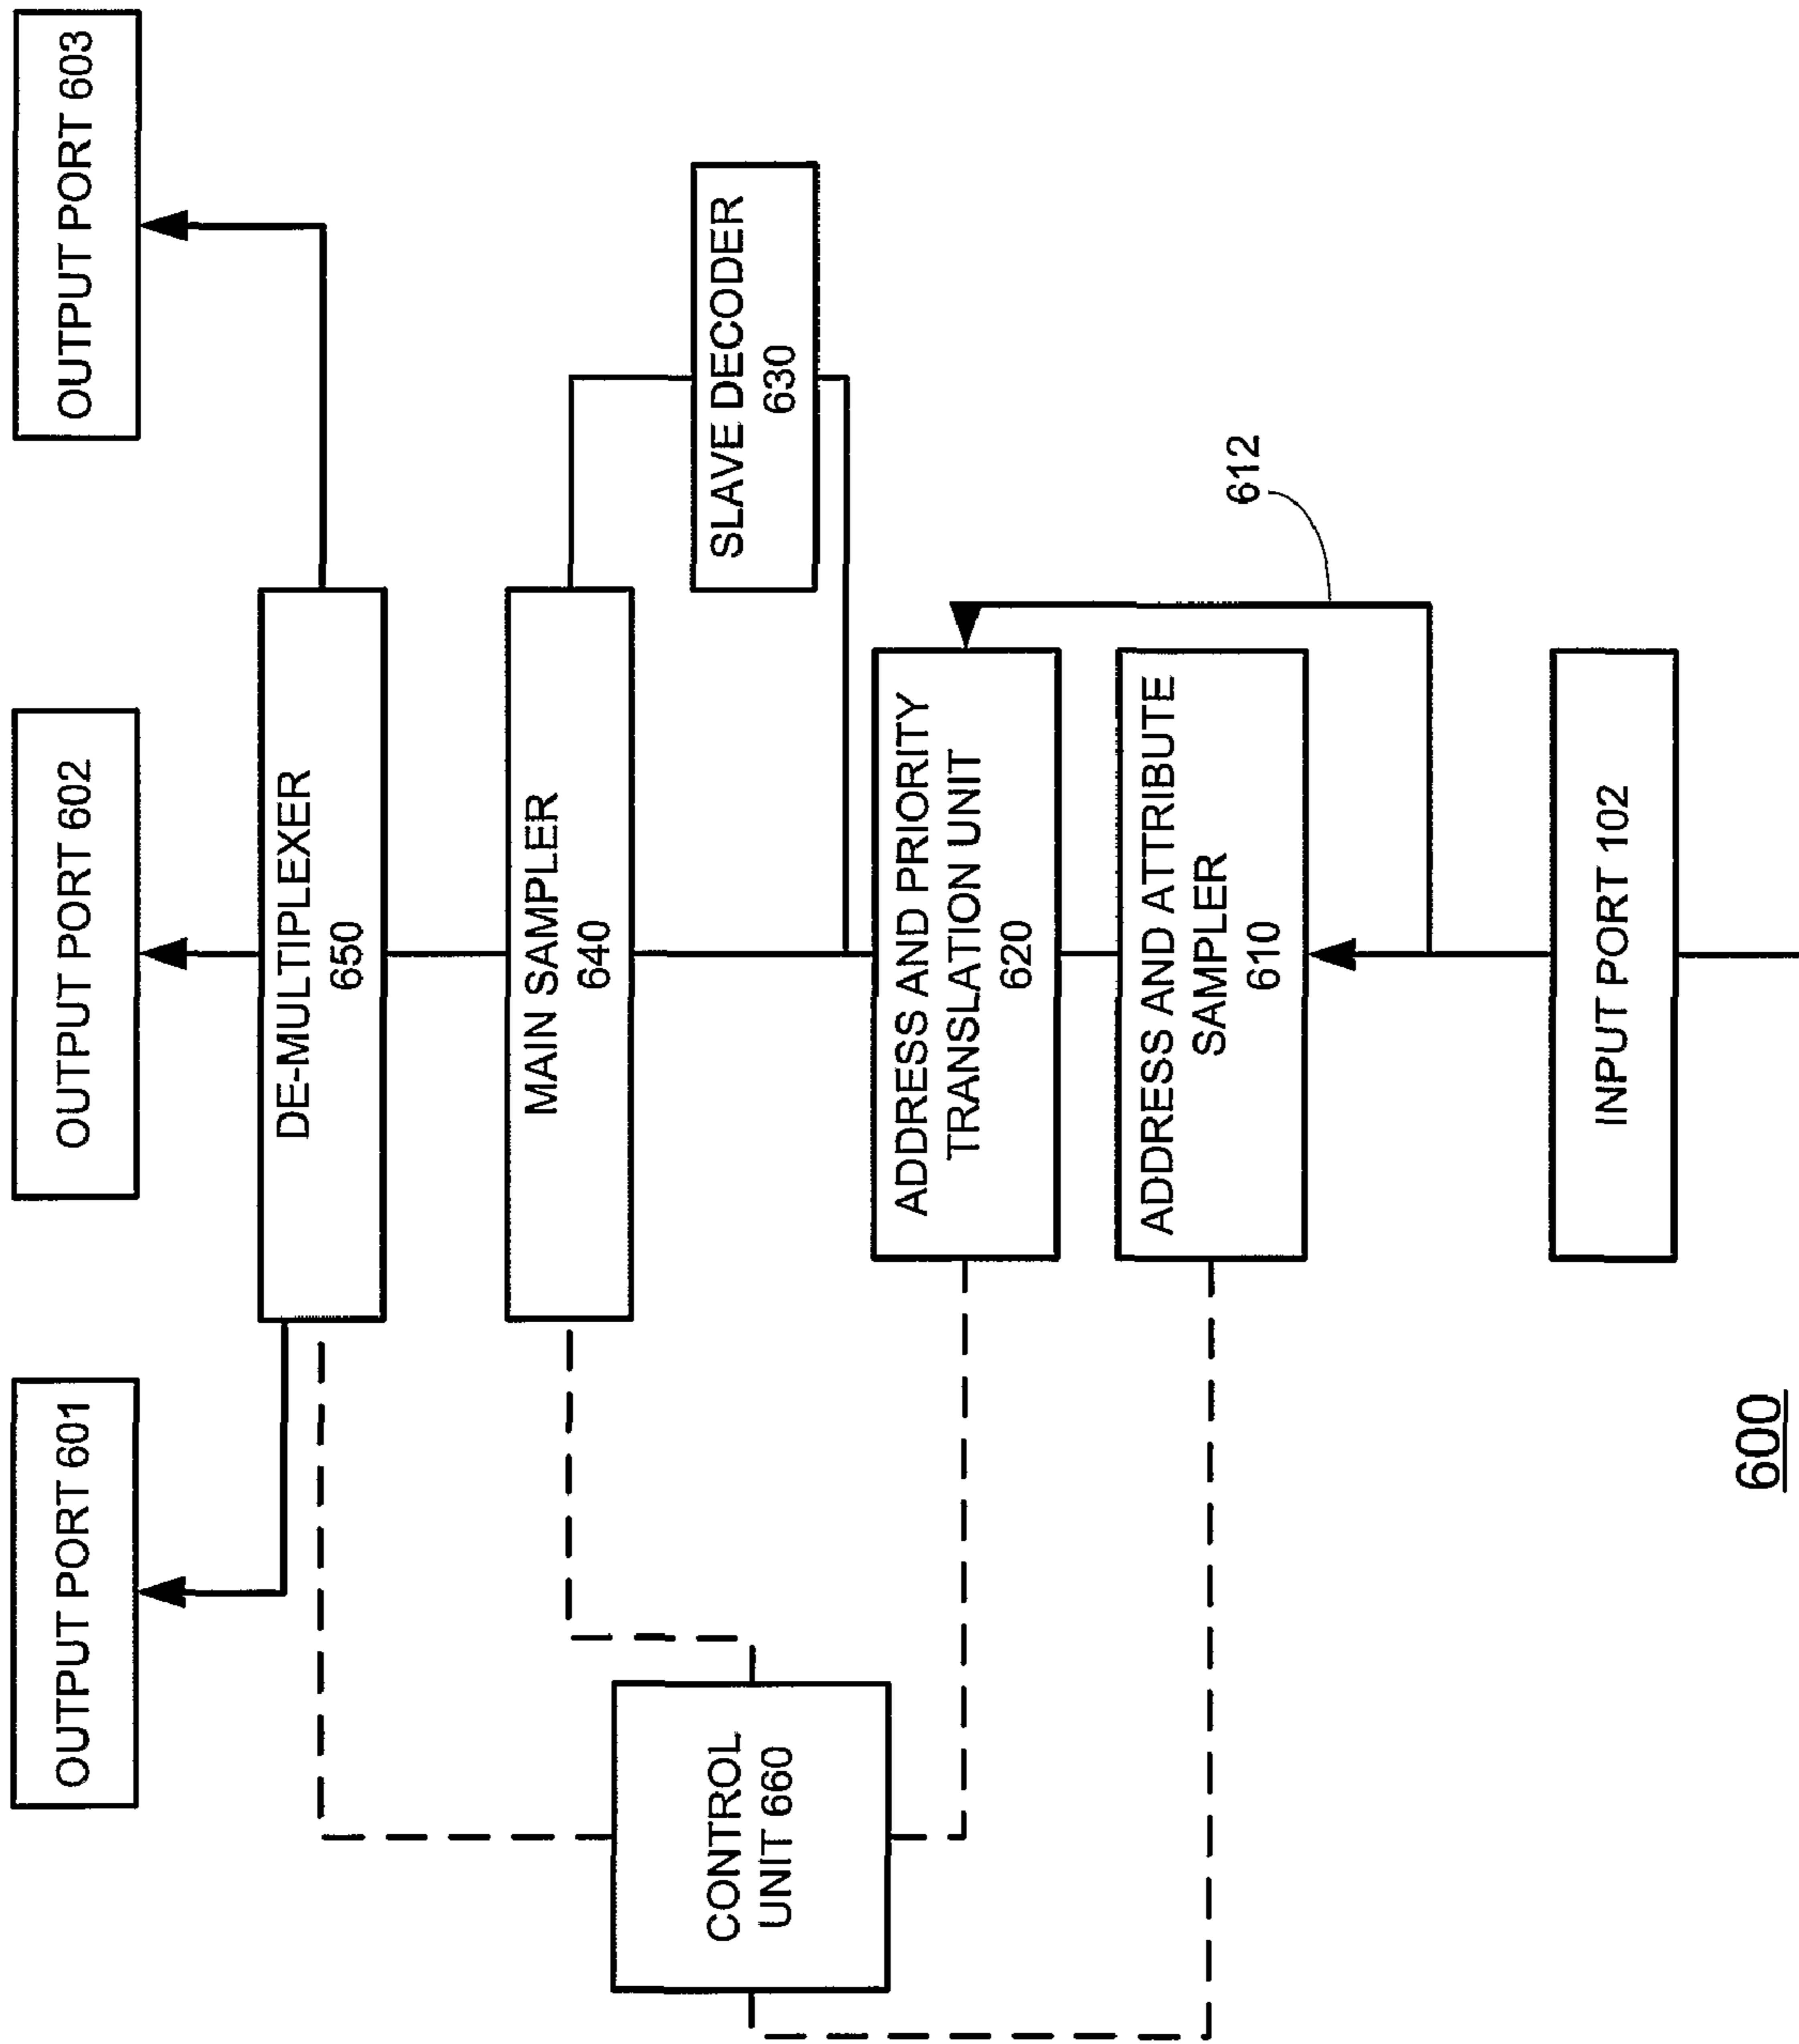 OUTPUT PORT 601
OUTPUT PORT 602
OUTPUT PORT 603
DE-MULTIPLEXER
650
MAIN SAMPLER
640
SLAVE DECODER
630
CONTROL
UNIT 660
ADDRESS AND PRIORITY
TRANSLATION UNIT
620
ADDRESS AND ATTRIBUTE
SAMPLER
610
612
INPUT PORT 102
600